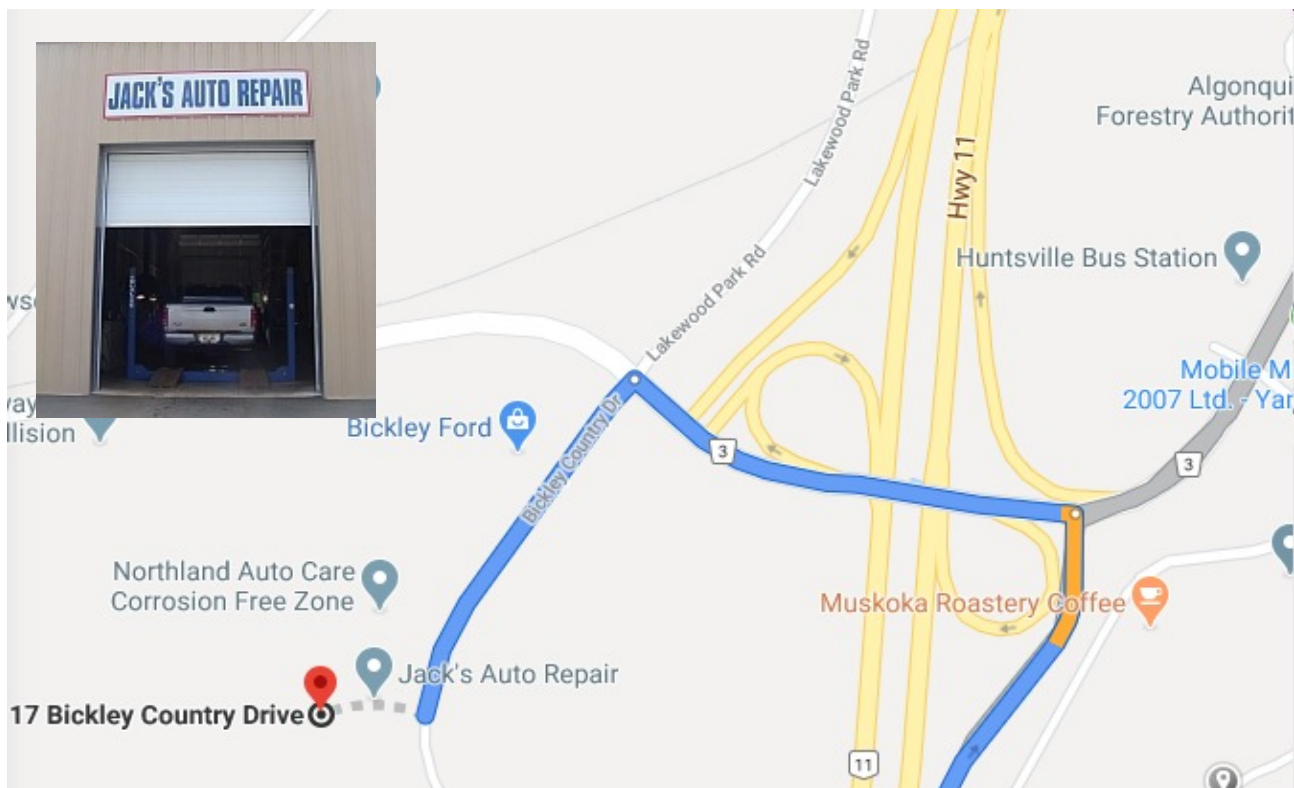 JACK'S AUTO REPAIR
Lakewood Park Rd
Hwy 11
Algonqui
Forestry Authorit
Huntsville Bus Station
Lakewood Park Rd
Mobile M
2007 Ltd. - Yar
Bickley Ford
Bickley Country Dr
llision
3
3
Northland Auto Care
Corrosion Free Zone
Muskoka Roastery Coffee
Jack's Auto Repair
17 Bickley Country Drive
11